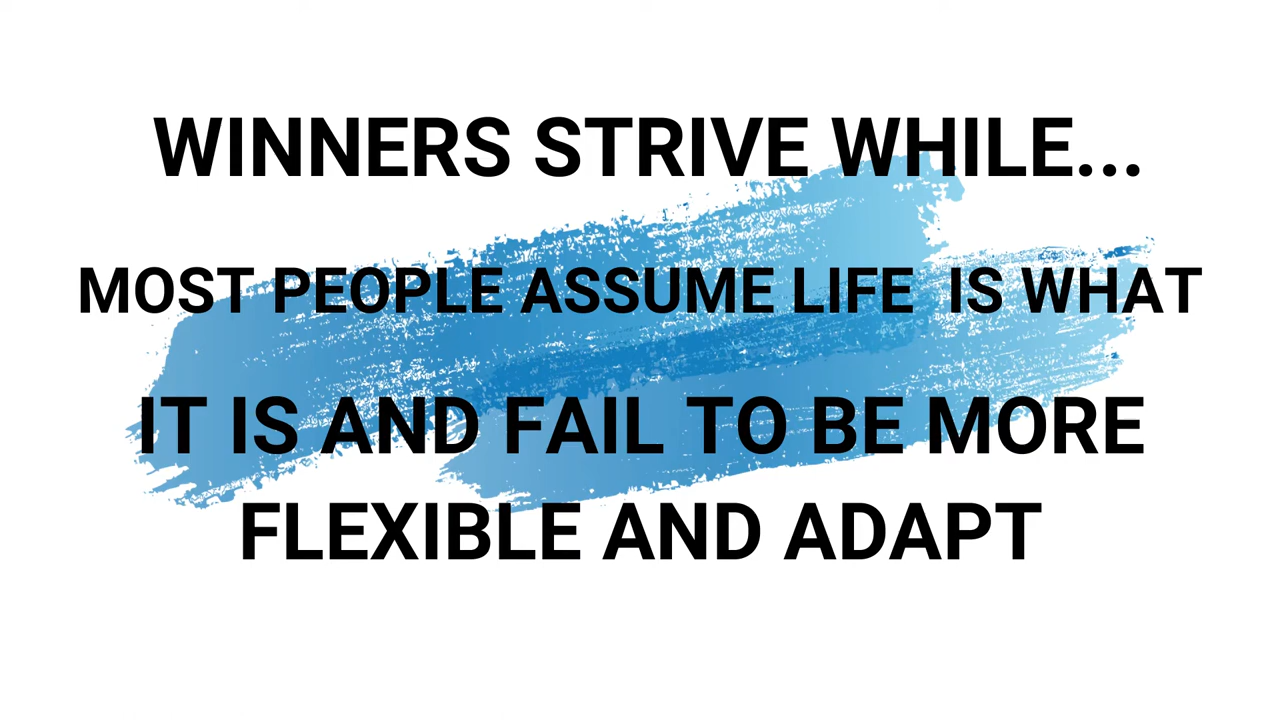 WINNERS STRIVE WHILE...
MOST PEOPLE ASSUME LIFE  IS WHAT
IT IS AND FAIL TO BE MORE
FLEXIBLE AND ADAPT